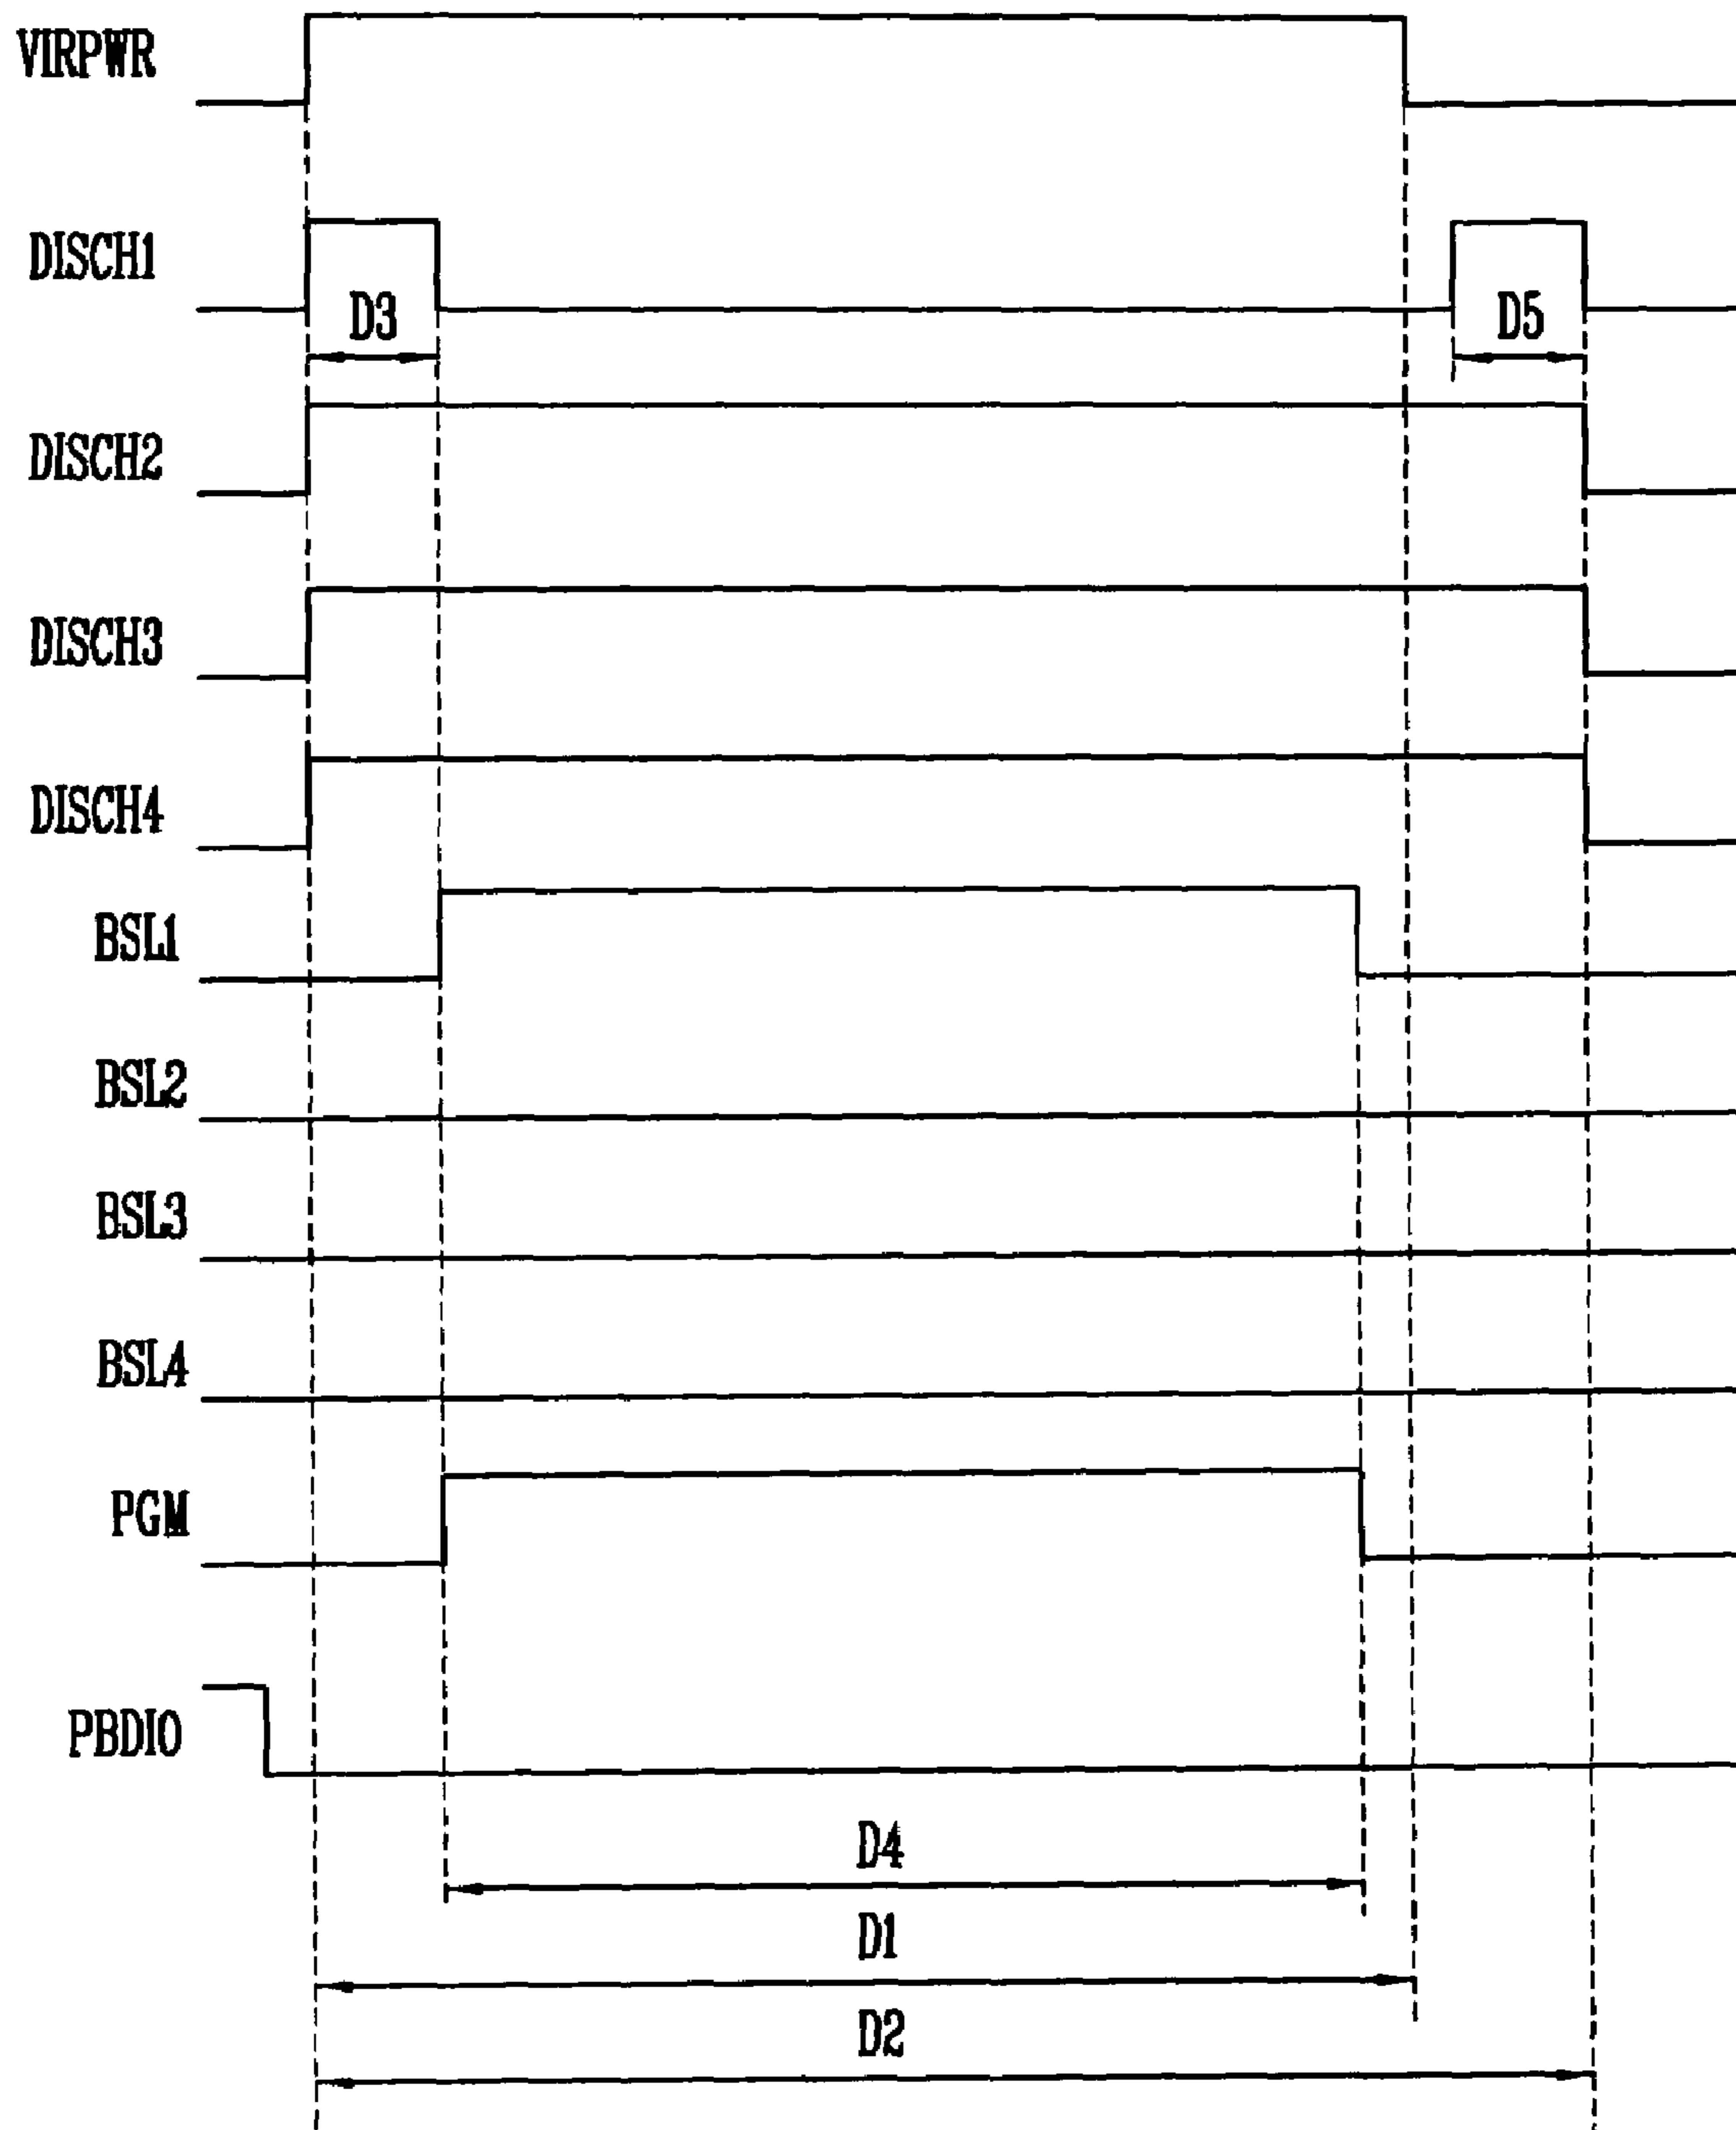 VIRPWR
DISCH1
D3
D5
DISCH2
DISCH3
DISCH4
BSL1
BSL2
BSL3
BSL4
PGM
PBDIO
D4
D1
D2